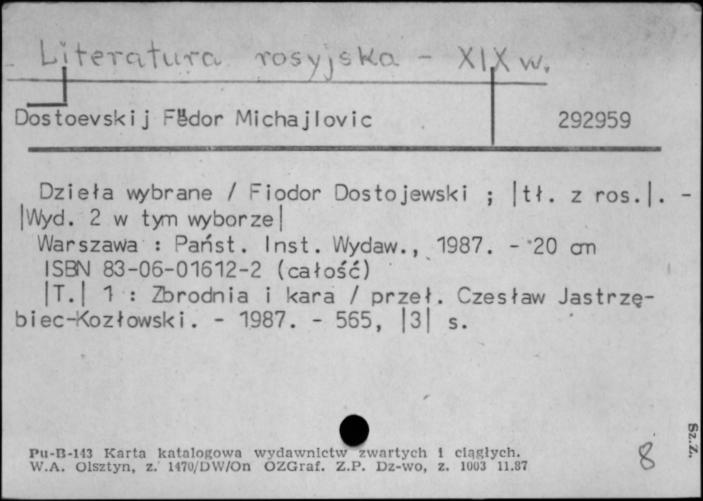 Literatura rosyjska - XIX w.
Dostoevskij Fëdor Michajlovic 292959
Dzieła wybrane / Fiodor Dostojewski ; |tł. z ros.|. -
|Wyd. 2 w tym wyborze|
Warszawa : Państ. Inst. Wydaw., 1987. - 20 cm
ISBN 83-06-01612-2 (całość)
|T.| 1 : Zbrodnia i kara / przeł. Czesław Jastrzę-
biec-Kozłowski. - 1987. - 565, |3| s.
Sz.Ż.
Pu-B-143 Karta katalogowa wydawnictw zwartych i ciągłych.
W.A. Olsztyn, z. 1470/DW/On OZGraf. Z.P. Dz-wo, z. 1003 11.87
8